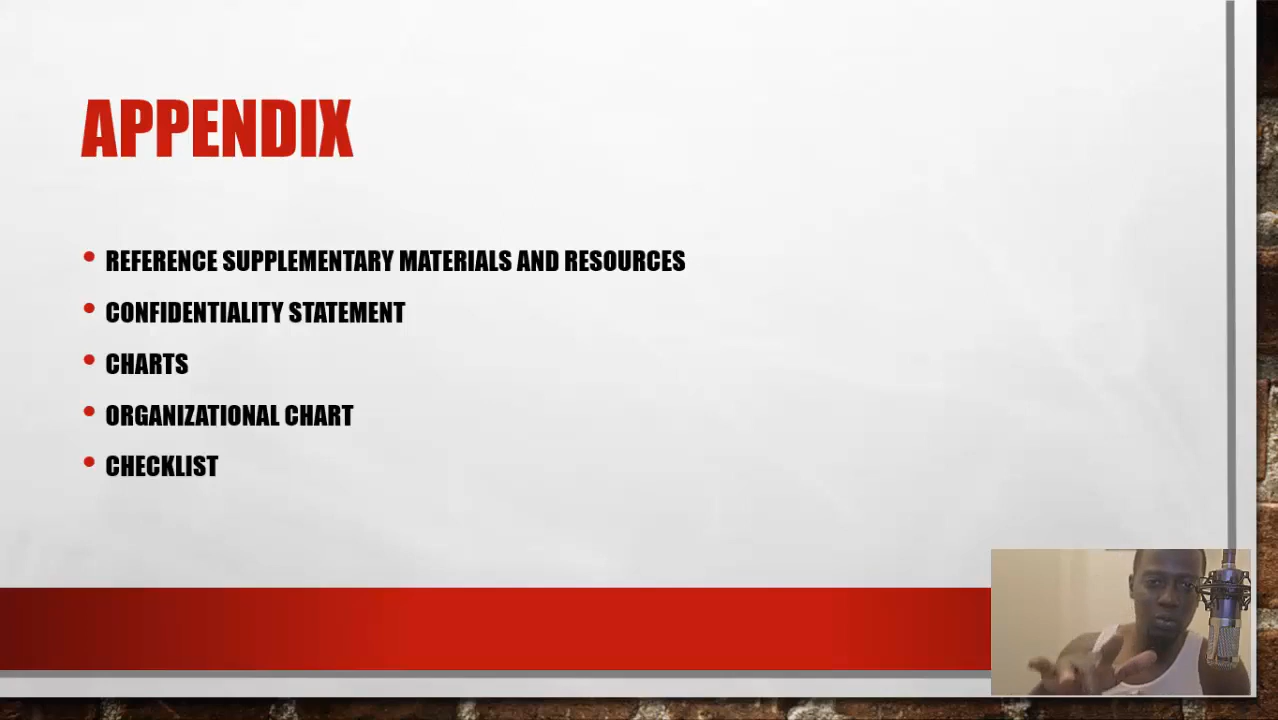 APPENDIX
• REFERENCE SUPPLEMENTARY MATERIALS AND RESOURCES
• CONFIDENTIALITY STATEMENT
• CHARTS
• ORGANIZATIONAL CHART
• CHECKLIST